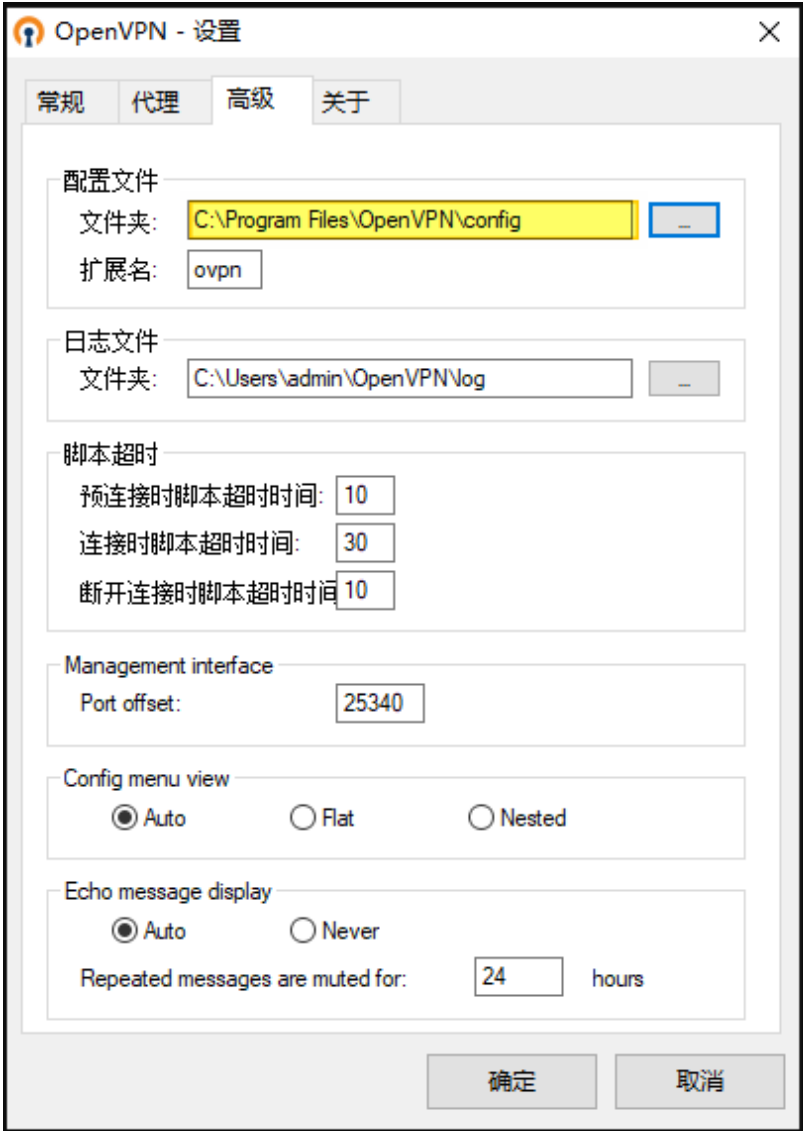 OpenVPN - 设置
常规 代理 高级 关于
配置文件
文件夹: C:\Program Files\OpenVPN\config ...
扩展名: ovpn
日志文件
文件夹: C:\Users\admin\OpenVPN\log ...
脚本超时
预连接时脚本超时时间: 10
连接时脚本超时时间: 30
断开连接时脚本超时时间 10
Management interface
Port offset: 25340
Config menu view
Auto Flat Nested
Echo message display
Auto Never
Repeated messages are muted for: 24 hours
确定 取消